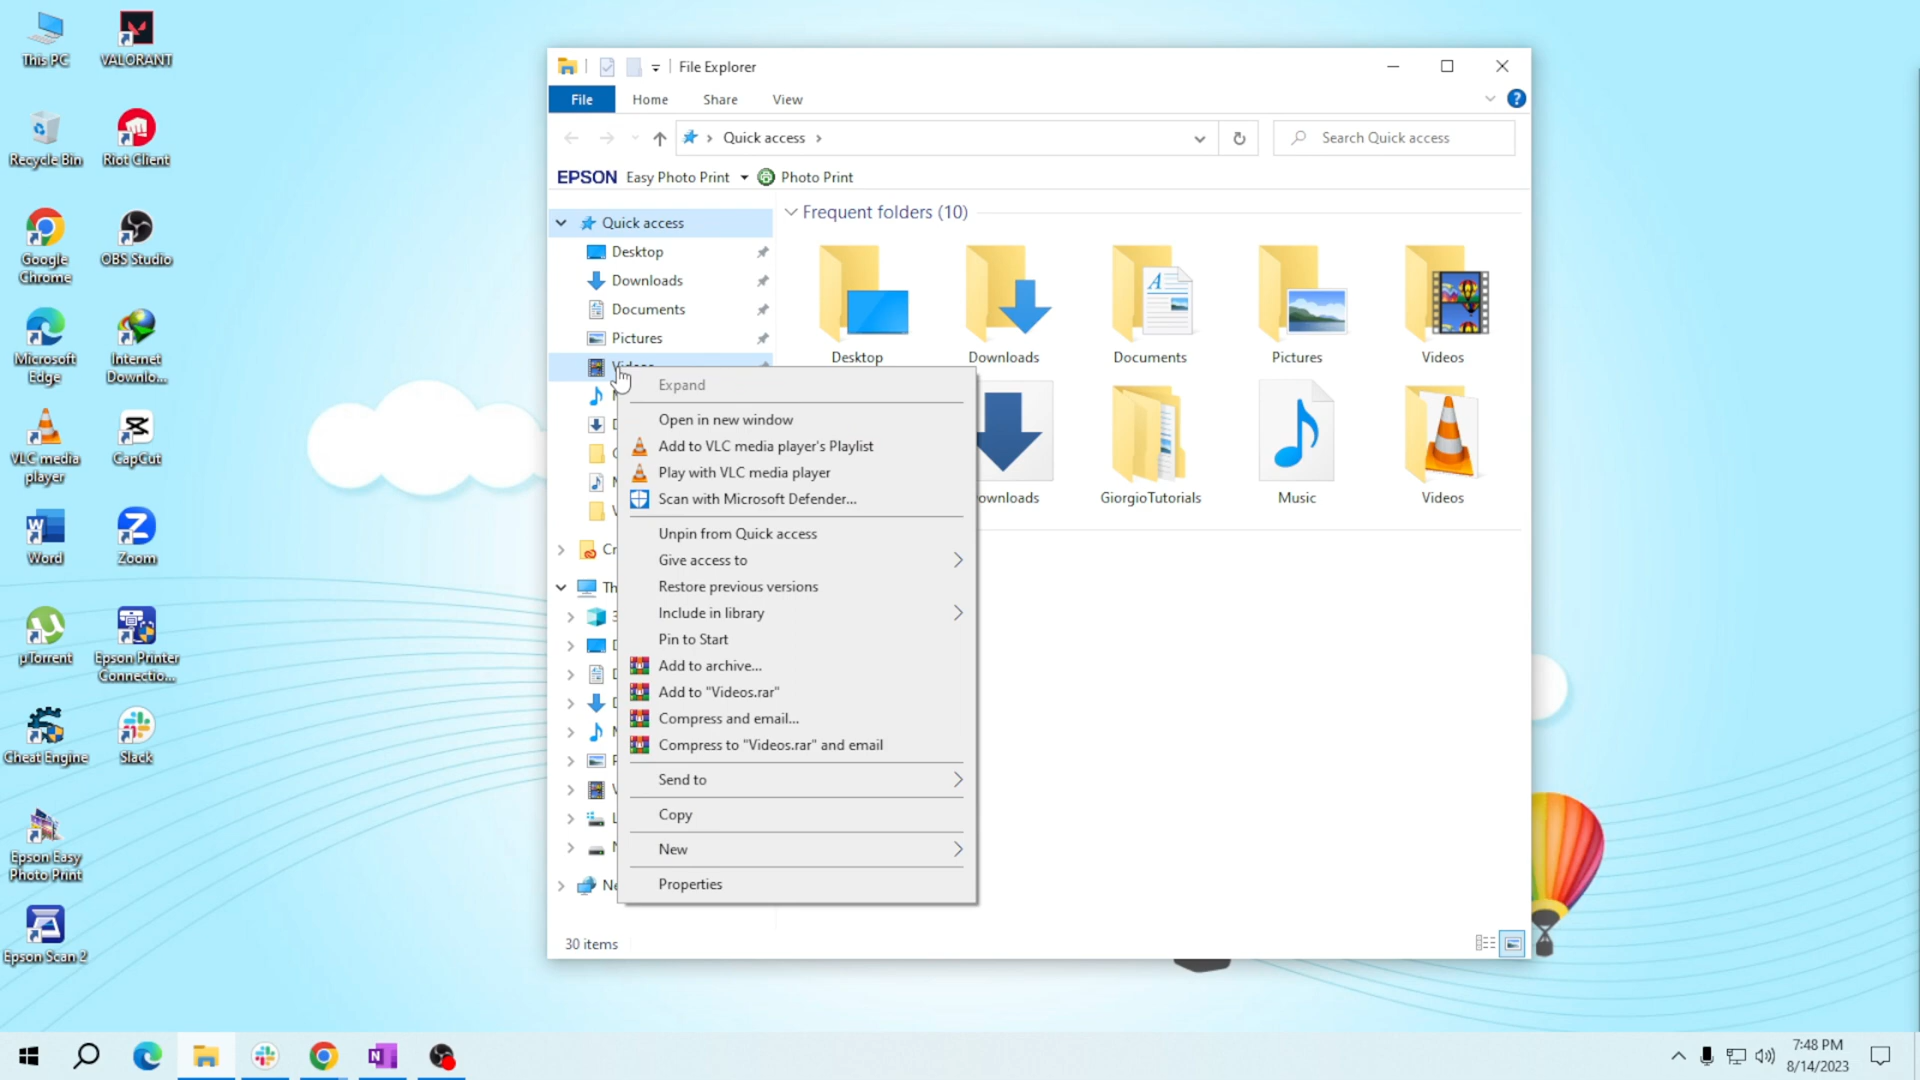 This PC
VALORANT
Recycle Bin
Riot Client
Google
Chrome
OBS Studio
Microsoft
Edge
Internet
Downlo...
VLC media
player
CapCut
Word
Zoom
µTorrent
Epson Printer
Connectio...
Cheat Engine
Slack
Epson Easy
Photo Print
Epson Scan 2
File Explorer
File
Home
Share
View
Quick access
Search Quick access
EPSON Easy Photo Print
Photo Print
Quick access
Desktop
Downloads
Documents
Pictures
Frequent folders (10)
Desktop
Downloads
Documents
Pictures
Videos
GiorgioTutorials
Music
Videos
Expand
Open in new window
Add to VLC media player's Playlist
Play with VLC media player
Scan with Microsoft Defender...
Unpin from Quick access
Give access to
Restore previous versions
Include in library
Pin to Start
Add to archive...
Add to "Videos.rar"
Compress and email...
Compress to "Videos.rar" and email
Send to
Copy
New
Properties
30 items
7:48 PM
8/14/2023